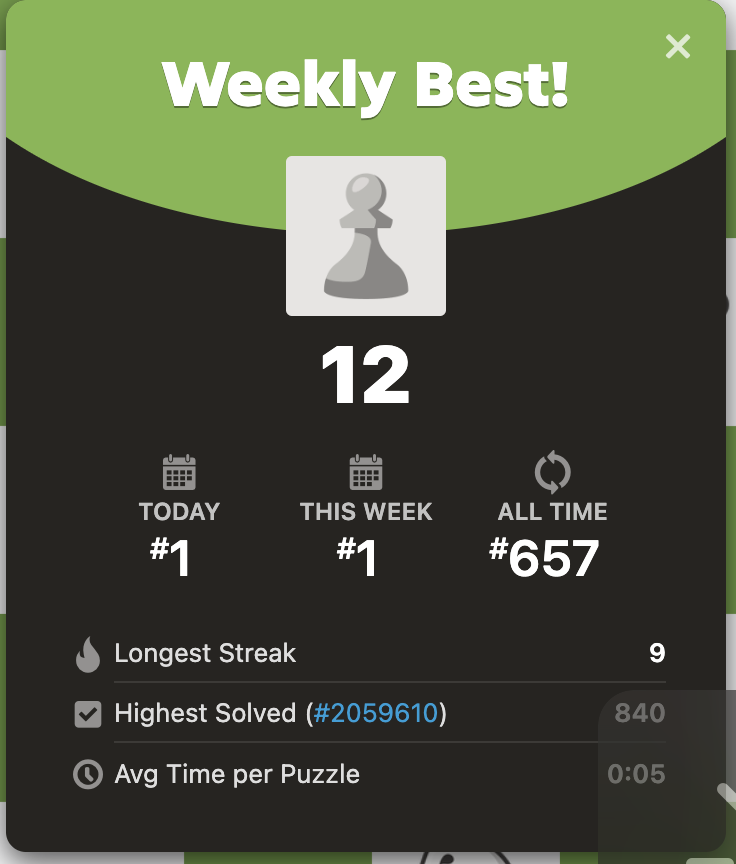 Weekly Best!
12
TODAY THIS WEEK ALL TIME
#1 #1 #657
Longest Streak 9
Highest Solved (#2059610) 840
Avg Time per Puzzle 0:05